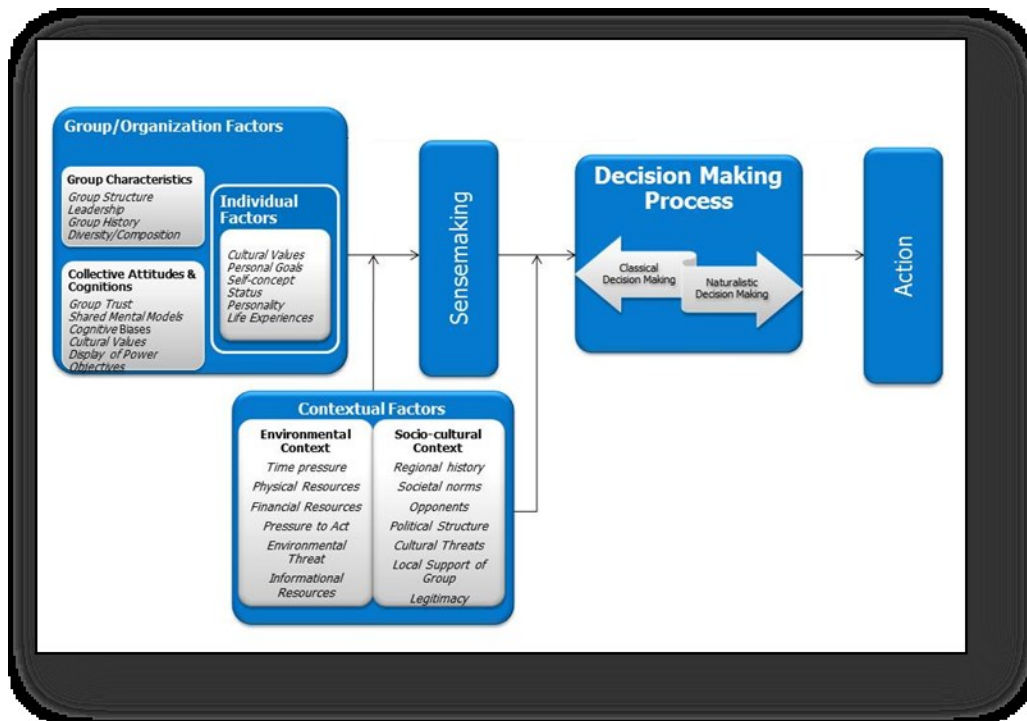 Group/Organization Factors
Group Characteristics
Group Structure
Leadership
Group History
Diversity/Composition
Collective Attitudes &
Cognitions
Group Trust
Shared Mental Models
Cognitive Biases
Cultural Values
Display of Power
Objectives
Individual
Factors
Cultural Values
Personal Goals
Self-concept
Status
Personality
Life Experiences
Contextual Factors
Environmental
Context
Time pressure
Physical Resources
Financial Resources
Pressure to Act
Environmental
Threat
Informational
Resources
Socio-cultural
Context
Regional history
Societal norms
Opponents
Political Structure
Cultural Threats
Local Support of
Group
Legitimacy
Sensemaking
Decision Making
Process
Classical
Decision Making
Naturalistic
Decision Making
Action